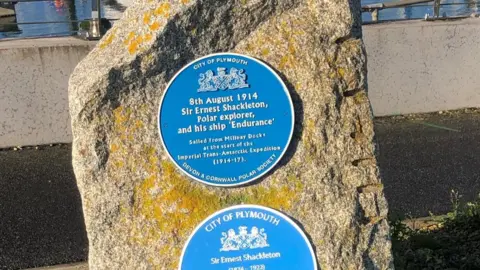 CITY OF PLYMOUTH
8th August 1914
Sir Ernest Shackleton,
Polar explorer,
and his ship 'Endurance'
Sailed from Millbay Docks
at the start of the
Imperial Trans-Antarctic Expedition
(1914-17).
DEVON & CORNWALL POLAR SOCIETY
CITY OF PLYMOUTH
Sir Ernest Shackleton
(1874 - 1922)